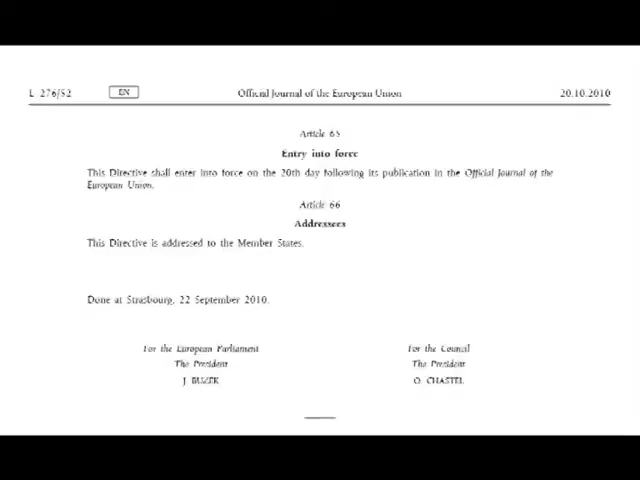 L 276/52
EN
Official Journal of the European Union
20.10.2010
Article 65
Entry into force
This Directive shall enter into force on the 20th day following its publication in the Official Journal of the
European Union.
Article 66
Addressees
This Directive is addressed to the Member States.
Done at Strasbourg, 22 September 2010.
For the European Parliament
The President
J. BUZEK
For the Council
The President
O. CHASTEL